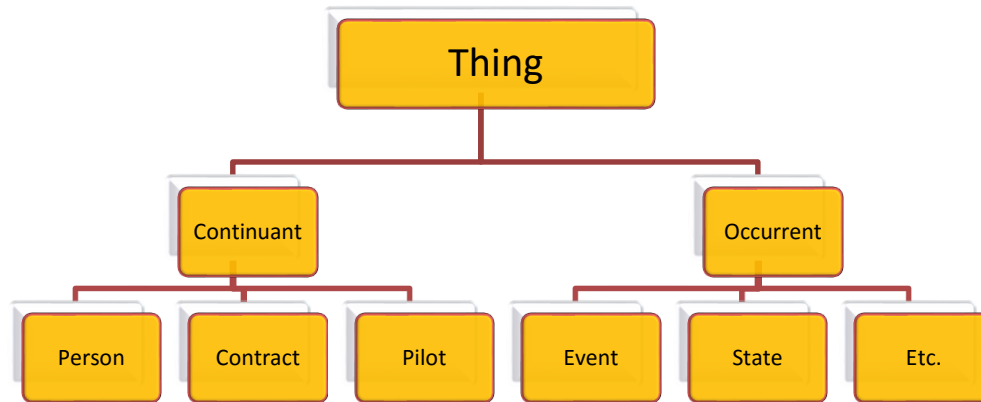 Thing
Continuant
Occurrent
Person
Contract
Pilot
Event
State
Etc.